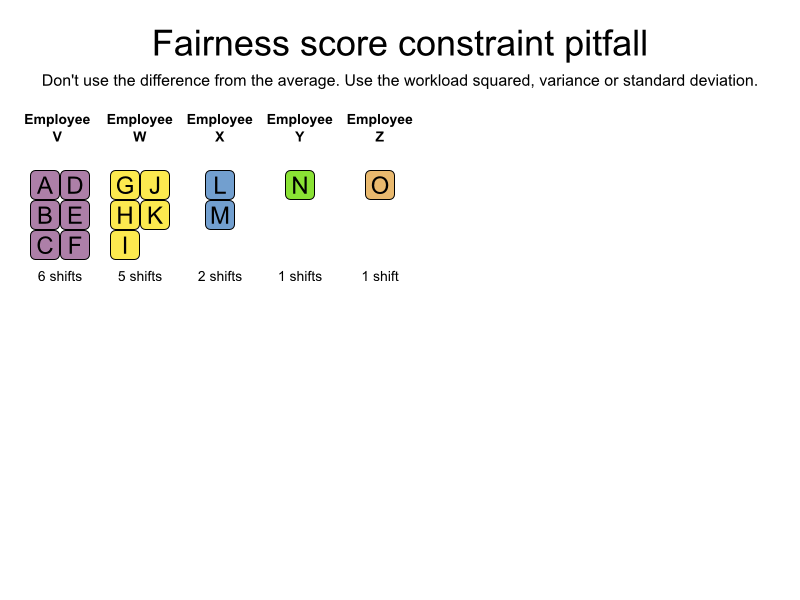 Fairness score constraint pitfall
Don't use the difference from the average. Use the workload squared, variance or standard deviation.
Employee V
Employee W
Employee X
Employee Y
Employee Z
A D
B E
C F
G J
H K
I
L
M
N
O
6 shifts
5 shifts
2 shifts
1 shifts
1 shift